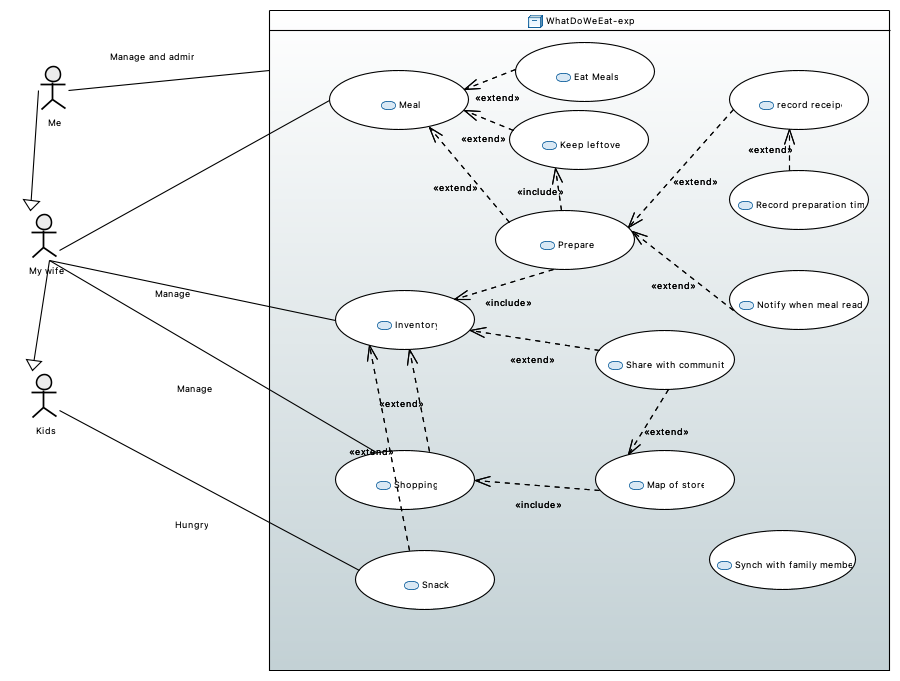 WhatDoWeEat-exp
Manage and admir
Me
Meal
Eat Meals
«extend»
record receip
«extend»
Keep leftove
«extend»
«extend»
«extend»
«include»
Record preparation tim
My wife
Prepare
Manage
«include»
«extend»
Notify when meal read
Inventory
«extend»
Share with communit
Kids
Manage
«extend»
«extend»
«extend»
Shopping
Map of store
«include»
Hungry
Snack
Synch with family membe